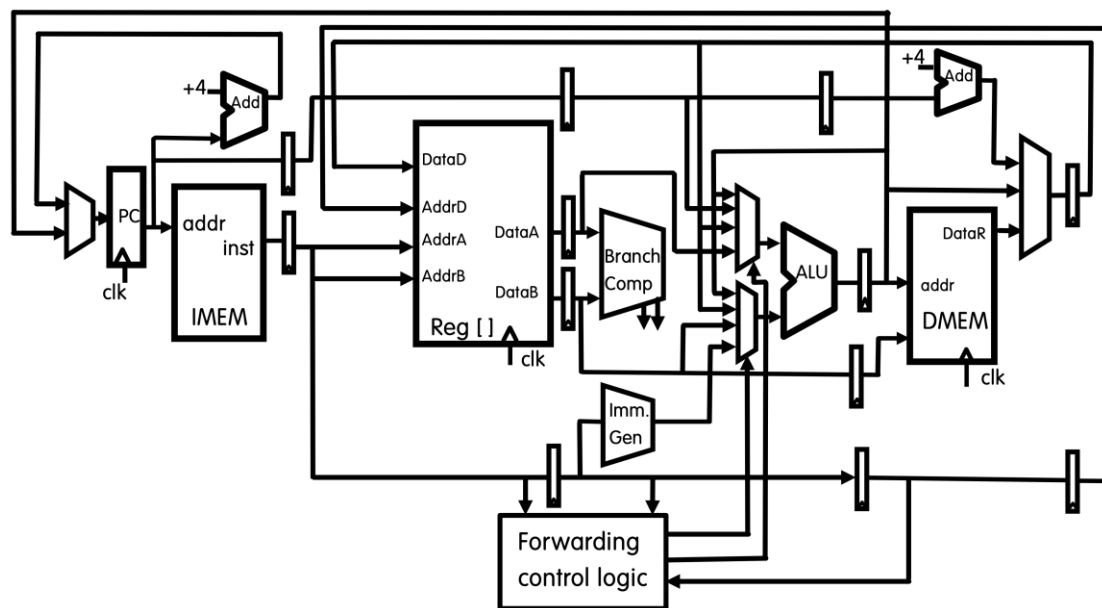 +4
Add
+4
Add
DataD
PC
addr
inst
IMEM
clk
AddrD
AddrA
AddrB
DataA
DataB
Reg [ ]
clk
Branch
Comp
ALU
DataR
addr
DMEM
clk
Imm.
Gen
Forwarding
control logic